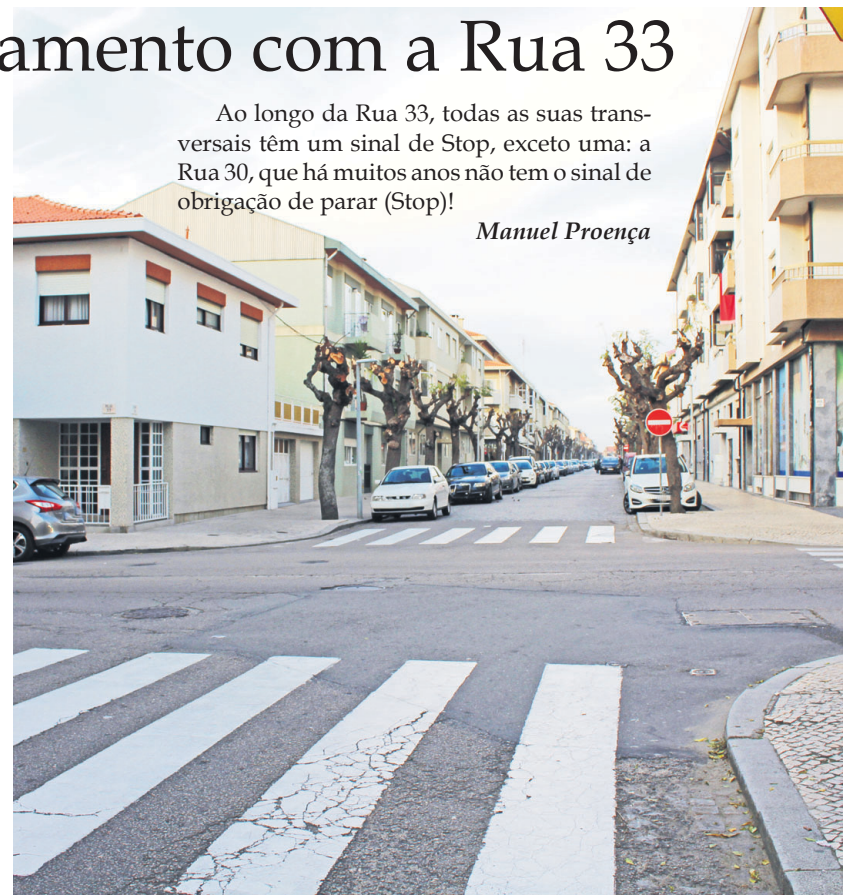 amento com a Rua 33
Ao longo da Rua 33, todas as suas trans-
versais têm um sinal de Stop, exceto uma: a
Rua 30, que há muitos anos não tem o sinal de
obrigação de parar (Stop)!
Manuel Proença